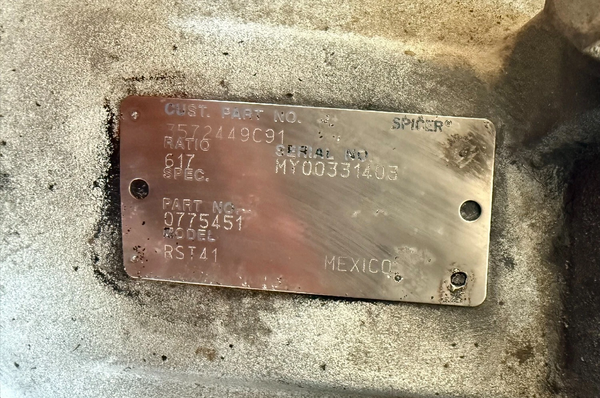 CUST. PART NO. SPICER®
3572449C91
RATIO SERIAL NO.
617 MY00331403
SPEC.
PART NO.
0775451
MODEL
RST41 MEXICO